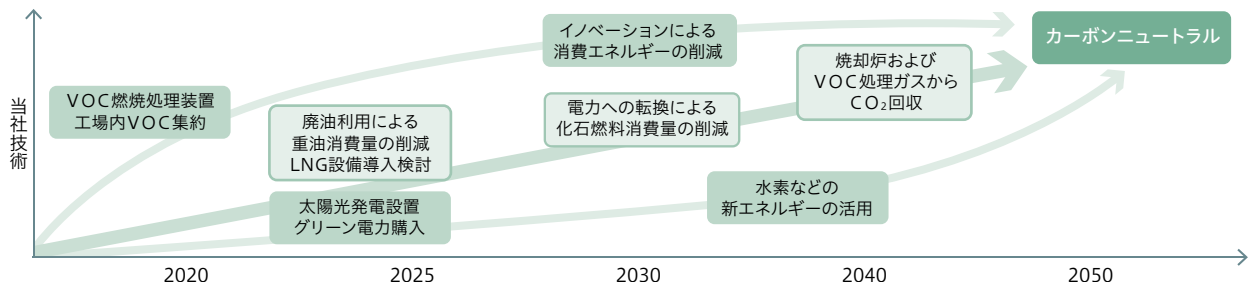 当社技術
VOC燃焼処理装置
工場内VOC集約
廃油利用による
重油消費量の削減
LNG設備導入検討
太陽光発電設置
グリーン電力購入
イノベーションによる
消費エネルギーの削減
電力への転換による
化石燃料消費量の削減
水素などの
新エネルギーの活用
焼却炉および
VOC処理ガスから
CO₂回収
カーボンニュートラル
2020
2025
2030
2040
2050